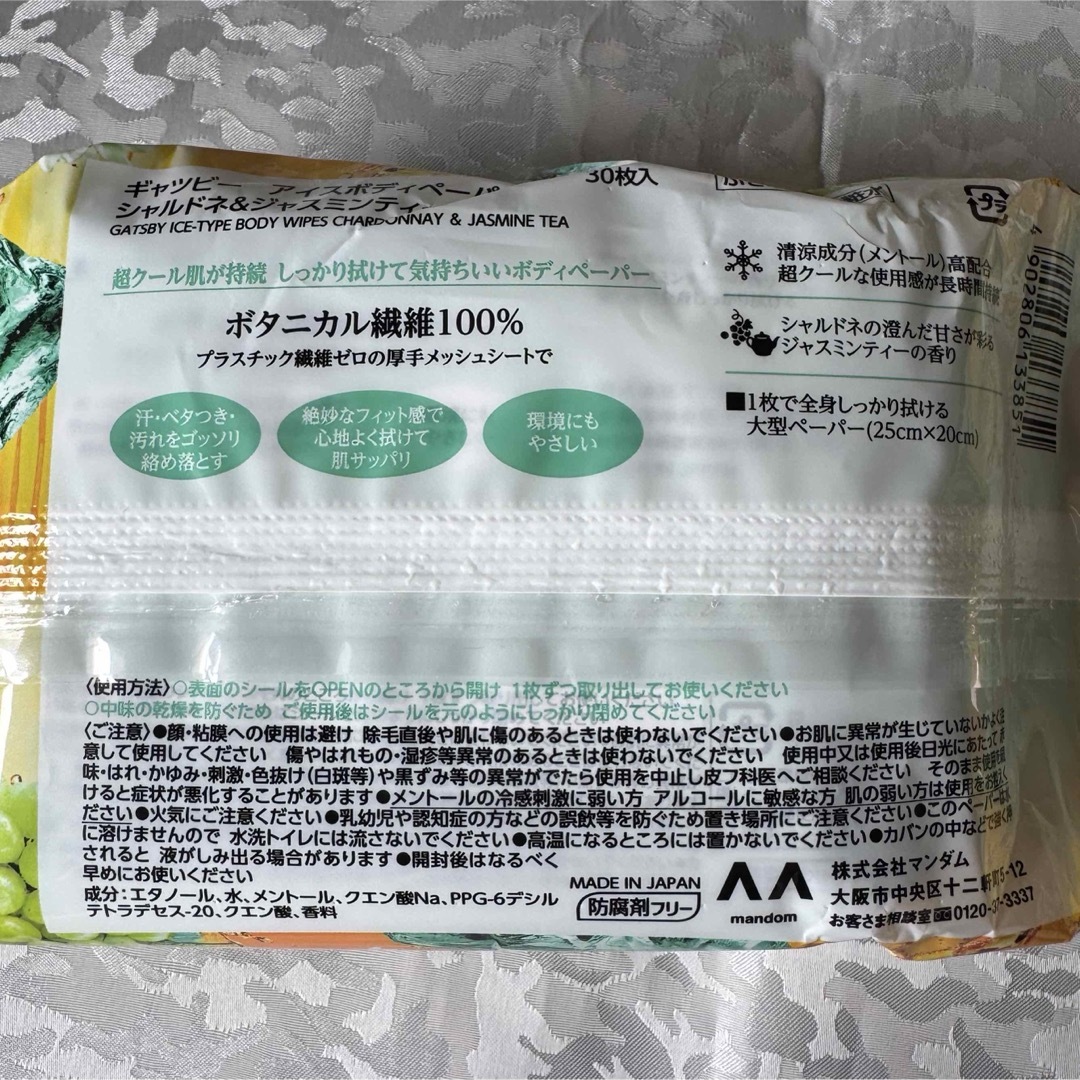 ギャツビー アイスボディペーパ
シャルドネ&ジャスミンティ
GATSBY ICE-TYPE BODY WIPES CHARDONNAY & JASMINE TEA
30枚入
プラ
超クール肌が持続 しっかり拭けて気持ちいいボディペーパー
ボタニカル繊維100%
プラスチック繊維ゼロの厚手メッシュシートで
汗・ベタつき・
汚れをゴッソリ
絡め落とす
絶妙なフィット感で
心地よく拭けて
肌サッパリ
環境にも
やさしい
清涼成分(メントール)高配合
超クールな使用感が長時間持続
シャルドネの澄んだ甘さが彩る
ジャスミンティーの香り
■1枚で全身しっかり拭ける
大型ペーパー(25cm×20cm)
4902806133851
〈使用方法〉○表面のシールをOPENのところから開け 1枚ずつ取り出してお使いください
○中味の乾燥を防ぐため ご使用後はシールを元のようにしっかり閉めてください
〈ご注意〉●顔・粘膜への使用は避け 除毛直後や肌に傷のあるときは使わないでください●お肌に異常が生じていないかよく注
意して使用してください 傷やはれもの・湿疹等異常のあるときは使わないでください 使用中又は使用後日光にあたって赤
味・はれ・かゆみ・刺激・色抜け(白斑等)や黒ずみ等の異常がでたら使用を中止し皮フ科医へご相談ください そのまま使用を続
けると症状が悪化することがあります●メントールの冷感刺激に弱い方 アルコールに敏感な方 肌の弱い方は使用をお控えく
ださい●火気にご注意ください●乳幼児や認知症の方などの誤飲等を防ぐため置き場所にご注意ください●このペーパーは水
に溶けませんので 水洗トイレには流さないでください●高温になるところには置かないでください●カバンの中などで強く押
されると 液がしみ出る場合があります●開封後はなるべく
早めにお使いください
成分:エタノール、水、メントール、クエン酸Na、PPG-6デシル
テトラデセス-20、クエン酸、香料
MADE IN JAPAN
防腐剤フリー
mandom
株式会社マンダム
大阪市中央区十二軒町5-12
お客さま相談室 0120-37-3337